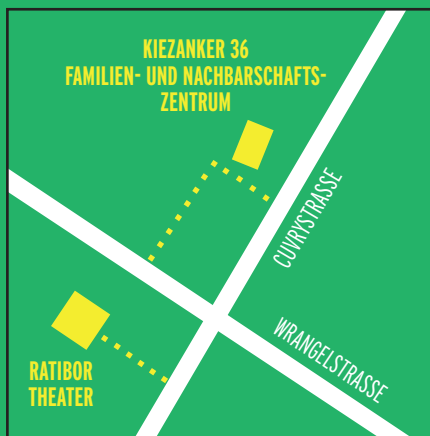 KIEZANKER 36
FAMILIEN- UND NACHBARSCHAFTS-
ZENTRUM
CUVRYSTRASSE
WRANGELSTRASSE
RATIBOR
THEATER